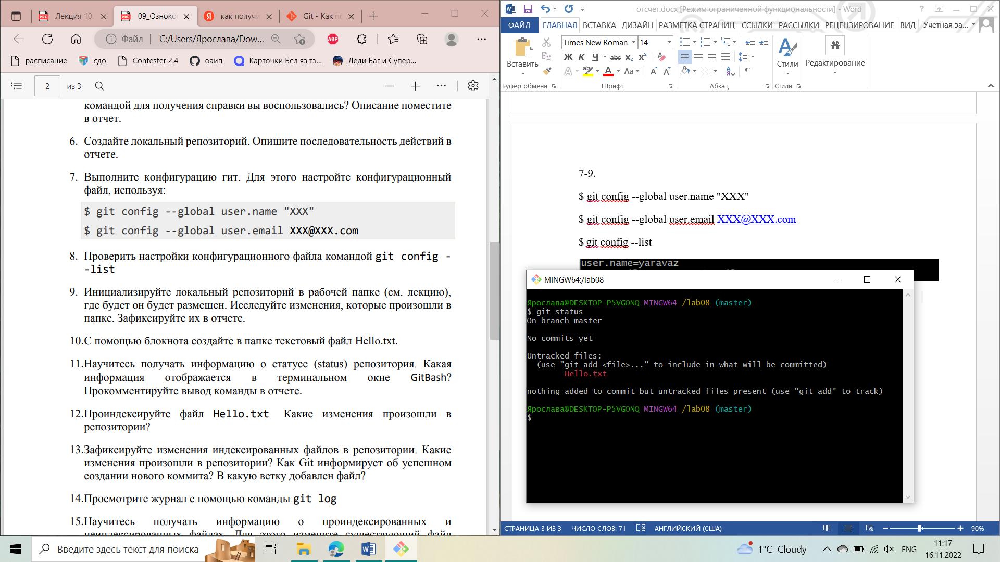 Лекция 10.
09_Озноко
как получи
Git - Как по
Файл
C:/Users/Ярослава/Dow...
ABP
расписание
сдо
Contester 2.4
оаип
Карточки Бел яз тэ...
Леди Баг и Супер...
2
из 3
командой для получения справки вы воспользовались? Описание поместите
в отчет.
6. Создайте локальный репозиторий. Опишите последовательность действий в
отчете.
7. Выполните конфигурацию гит. Для этого настройте конфигурационный
файл, используя:
$ git config --global user.name "XXX"
$ git config --global user.email XXX@XXX.com
8. Проверить настройки конфигурационного файла командой git config -
-list
9. Инициализируйте локальный репозиторий в рабочей папке (см. лекцию),
где будет он будет размещен. Исследуйте изменения, которые произошли в
папке. Зафиксируйте их в отчете.
10.С помощью блокнота создайте в папке текстовый файл Hello.txt.
11.Научитесь получать информацию о статусе (status) репозитория. Какая
информация отображается в терминальном окне GitBash?
Прокомментируйте вывод команды в отчете.
12.Проиндексируйте файл Hello.txt Какие изменения произошли в
репозитории?
13.Зафиксируйте изменения индексированных файлов в репозитории. Какие
изменения произошли в репозитории? Как Git информирует об успешном
создании нового коммита? В какую ветку добавлен файл?
14.Просмотрите журнал с помощью команды git log
15.Научитесь получать информацию о проиндексированных и
неиндексированных файлах. Для этого измените существующий файл
отсчёт.docx [Режим ограниченной функциональности] - Word
ФАЙЛ
ГЛАВНАЯ
ВСТАВКА
ДИЗАЙН
РАЗМЕТКА СТРАНИЦ
ССЫЛКИ
РАССЫЛКИ
РЕЦЕНЗИРОВАНИЕ
ВИД
Учетная за...
Вставить
Буфер обмена
Times New Roman
14
Ж К Ч abc x₂ x²
Aa
Шрифт
Абзац
Стили
Стили
Редактирование
7-9.
$ git config --global user.name "XXX"
$ git config --global user.email XXX@XXX.com
$ git config --list
user.name=yaravaz
MINGW64:/lab08
Ярослава@DESKTOP-P5VGONQ MINGW64 /lab08 (master)
$ git status
On branch master
No commits yet
Untracked files:
(use "git add <file>..." to include in what will be committed)
Hello.txt
nothing added to commit but untracked files present (use "git add" to track)
Ярослава@DESKTOP-P5VGONQ MINGW64 /lab08 (master)
$
СТРАНИЦА 3 ИЗ 3
ЧИСЛО СЛОВ: 71
АНГЛИЙСКИЙ (США)
90%
Введите здесь текст для поиска
1°C Cloudy
ENG
11:17
16.11.2022